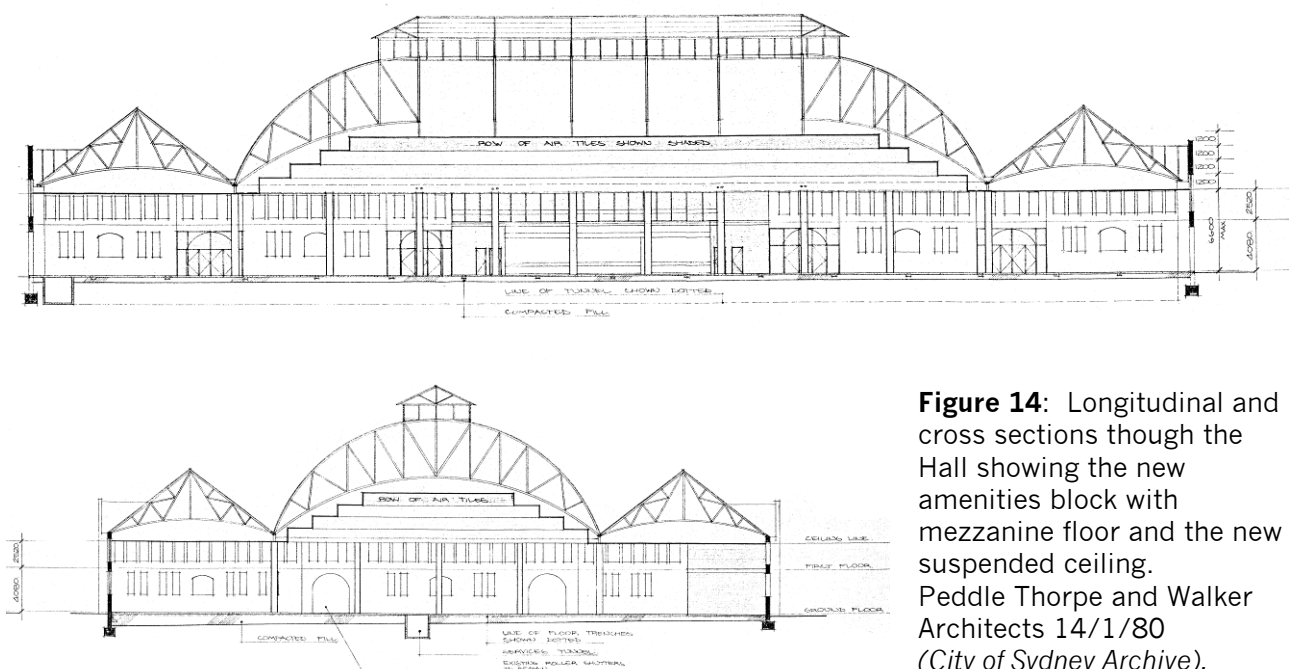 ROW OF AIR TILES SHOWN SHADED.
1200
1200
1200
1200
2520
6600
MAX
4080
LINE OF TUNNEL SHOWN DOTTED
COMPACTED FILL
ROW OF AIR TILES
2520
4080
CEILING LINE
FIRST FLOOR
GROUND FLOOR
COMPACTED FILL
LINE OF FLOOR TRENCHES
SHOWN DOTTED
SERVICES TUNNEL
EXISTING ROLLER SHUTTERS
Figure 14: Longitudinal and
cross sections though the
Hall showing the new
amenities block with
mezzanine floor and the new
suspended ceiling.
Peddle Thorpe and Walker
Architects 14/1/80
(City of Sydney Archive).